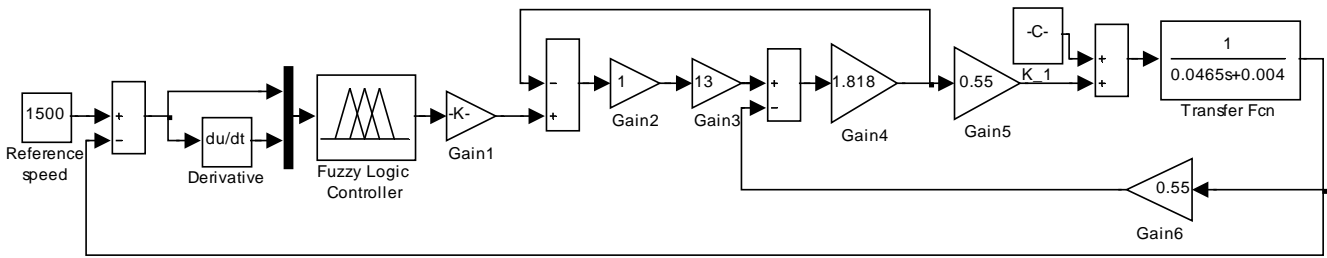 1500
Reference
speed
+
−
du/dt
Derivative
Fuzzy Logic
Controller
-K-
Gain1
−
+
1
Gain2
13
Gain3
+
−
1.818
Gain4
0.55
Gain5
K_1
-C-
+
+
1
0.0465s+0.004
Transfer Fcn
0.55
Gain6